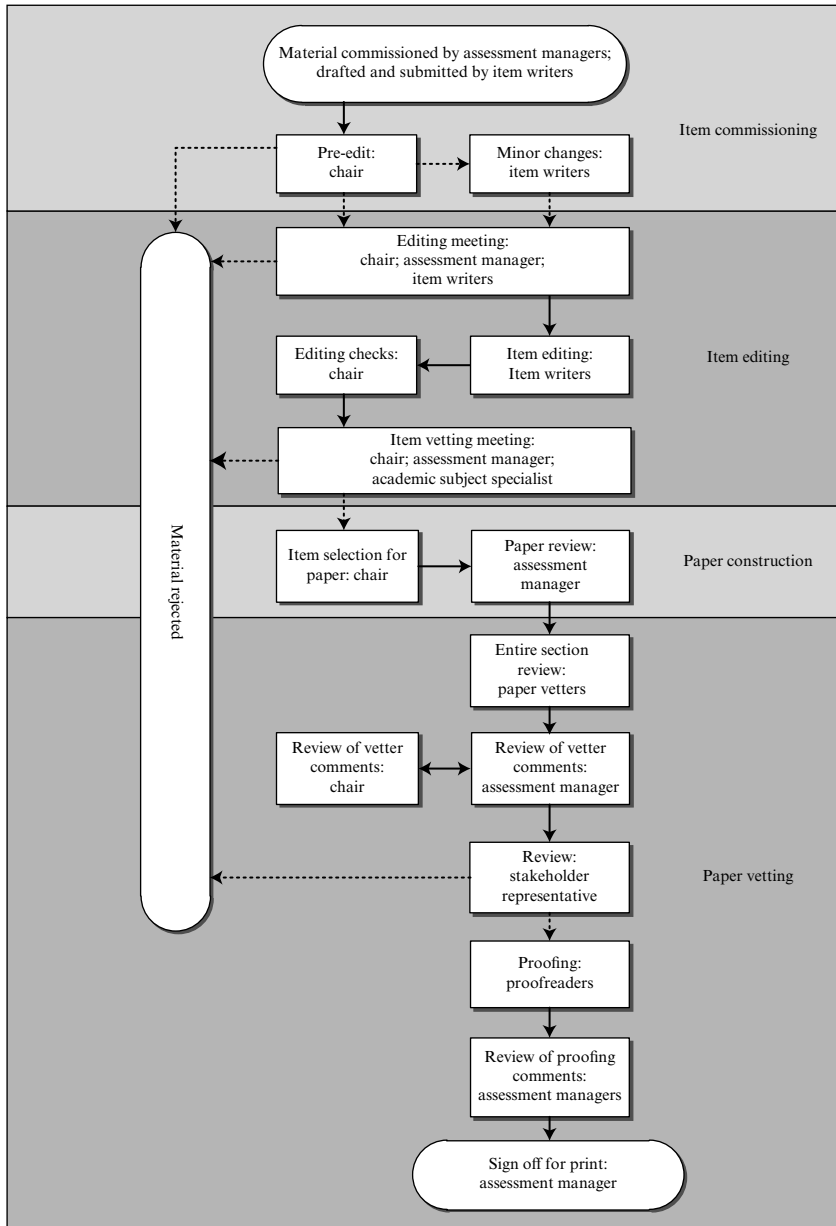 Material commissioned by assessment managers;
drafted and submitted by item writers
Item commissioning
Pre-edit:
chair
Minor changes:
item writers
Editing meeting:
chair; assessment manager;
item writers
Editing checks:
chair
Item editing:
Item writers
Item editing
Item vetting meeting:
chair; assessment manager;
academic subject specialist
Material rejected
Item selection for
paper: chair
Paper review:
assessment
manager
Paper construction
Entire section
review:
paper vetters
Review of vetter
comments:
chair
Review of vetter
comments:
assessment manager
Review:
stakeholder
representative
Paper vetting
Proofing:
proofreaders
Review of proofing
comments:
assessment managers
Sign off for print:
assessment manager